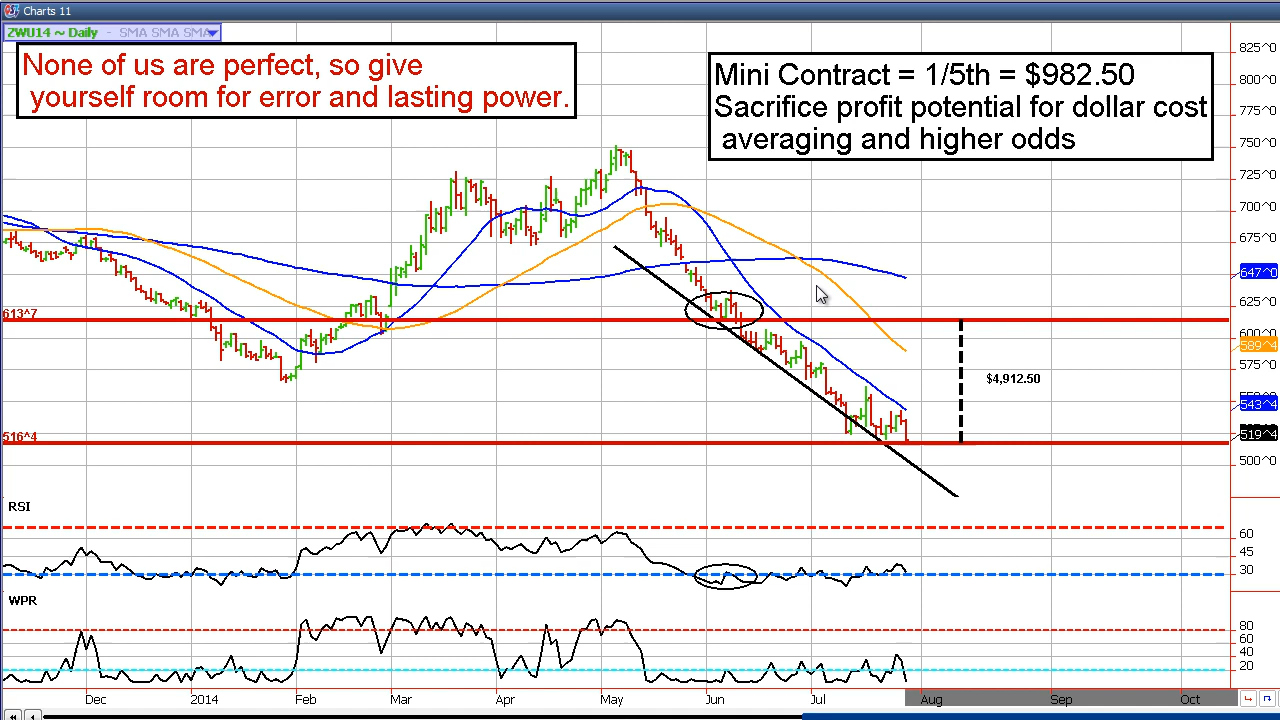 Charts 11
ZWU14 ~ Daily - SMA SMA SMA
None of us are perfect, so give
yourself room for error and lasting power.
Mini Contract = 1/5th = $982.50
Sacrifice profit potential for dollar cost
averaging and higher odds
825^0
800^0
775^0
750^0
725^0
700^0
675^0
647^0
625^0
613^7
600^0
589^4
575^0
$4,912.50
543^4
516^4
519^4
500^0
RSI
60
45
30
WPR
80
60
40
20
Dec 2014 Feb Mar Apr May Jun Jul Aug Sep Oct